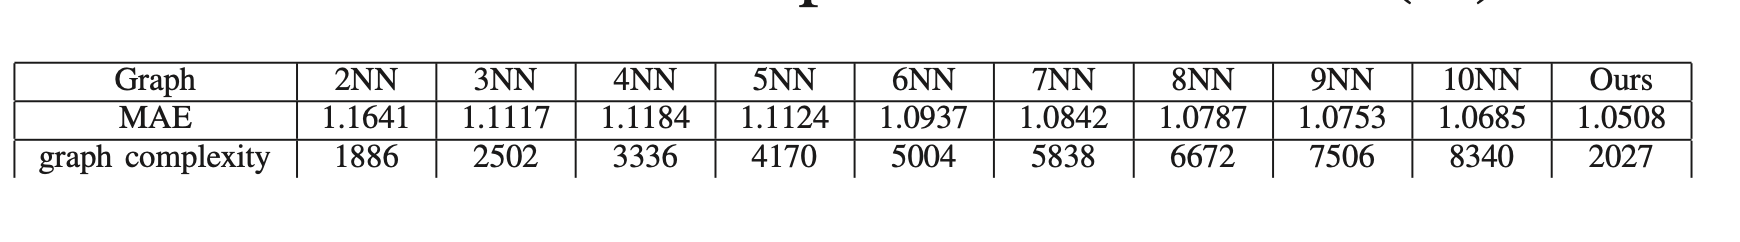 Graph 2NN 3NN 4NN 5NN 6NN 7NN 8NN 9NN 10NN Ours
MAE 1.1641 1.1117 1.1184 1.1124 1.0937 1.0842 1.0787 1.0753 1.0685 1.0508
graph complexity 1886 2502 3336 4170 5004 5838 6672 7506 8340 2027